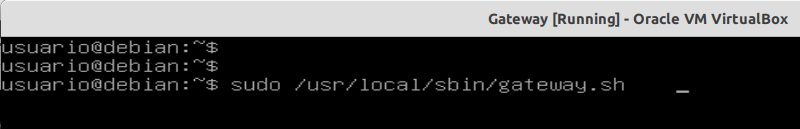 Gateway [Running] - Oracle VM VirtualBox
usuario@debian:~$
usuario@debian:~$
usuario@debian:~$ sudo /usr/local/sbin/gateway.sh _